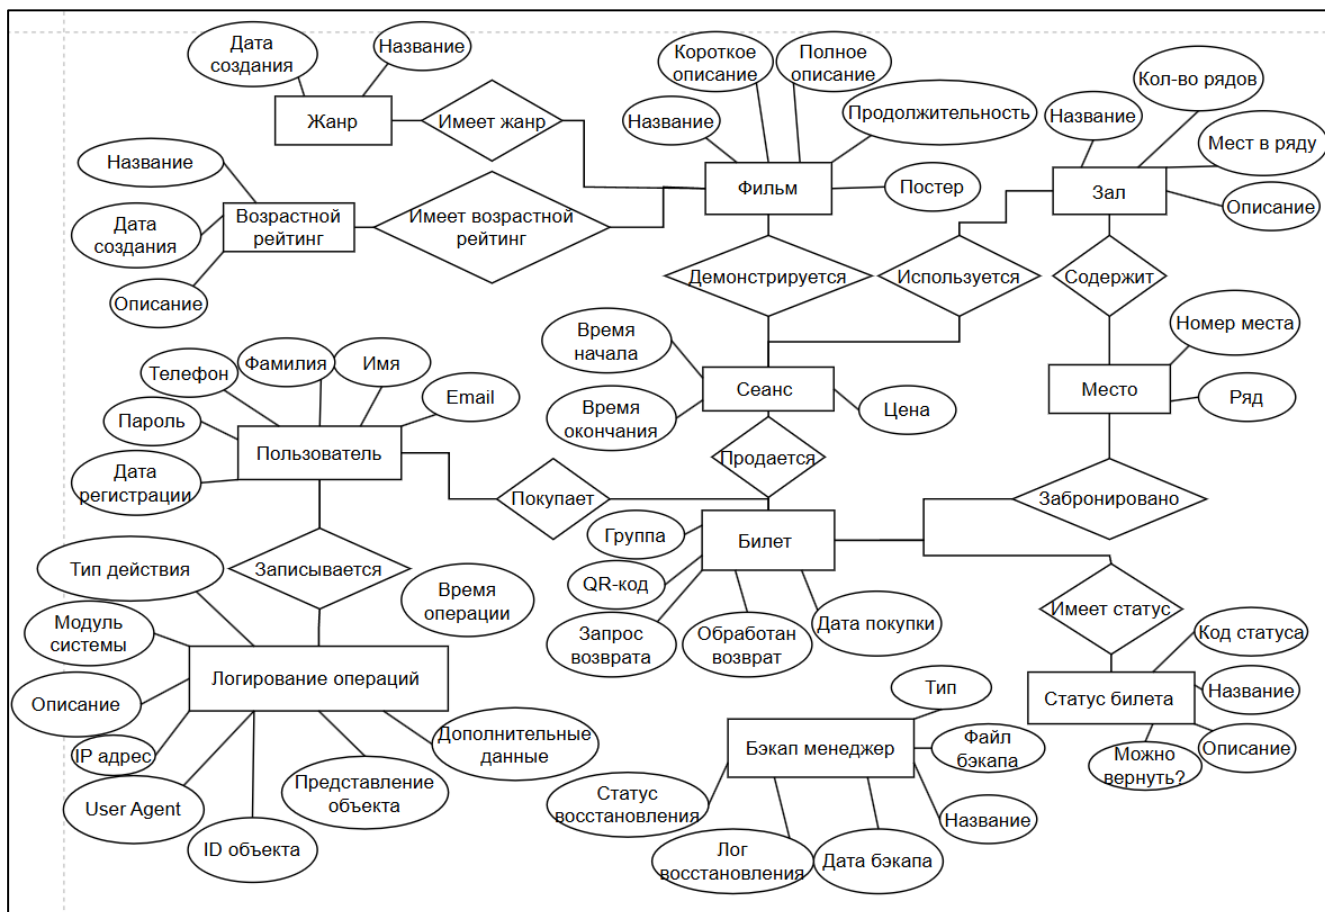 Дата
создания
Название
Жанр
Имеет жанр
Короткое
описание
Полное
описание
Название
Продолжительность
Фильм
Постер
Кол-во рядов
Название
Мест в ряду
Зал
Описание
Название
Дата
создания
Возрастной
рейтинг
Имеет возрастной
рейтинг
Описание
Демонстрируется
Используется
Содержит
Время
начала
Сеанс
Время
окончания
Цена
Номер места
Место
Ряд
Телефон
Фамилия
Имя
Email
Пароль
Пользователь
Дата
регистрации
Покупает
Продается
Забронировано
Группа
Билет
QR-код
Запрос
возврата
Обработан
возврат
Дата покупки
Имеет статус
Тип действия
Записывается
Время
операции
Модуль
системы
Логирование операций
Описание
IP адрес
User Agent
ID объекта
Представление
объекта
Дополнительные
данные
Код статуса
Статус билета
Название
Можно
вернуть?
Описание
Тип
Бэкап менеджер
Файл
бэкапа
Статус
восстановления
Лог
восстановления
Дата бэкапа
Название